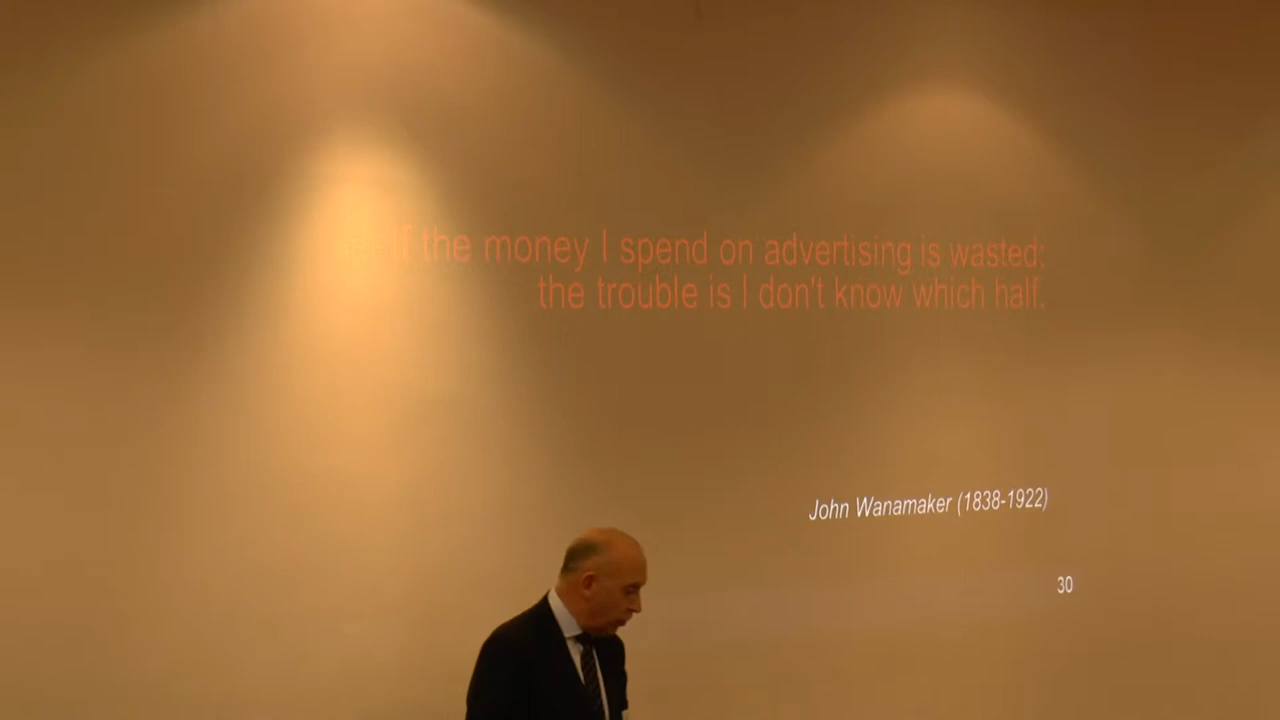 the money I spend on advertising is wasted:
the trouble is I don't know which half.
John Wanamaker (1838-1922)
30